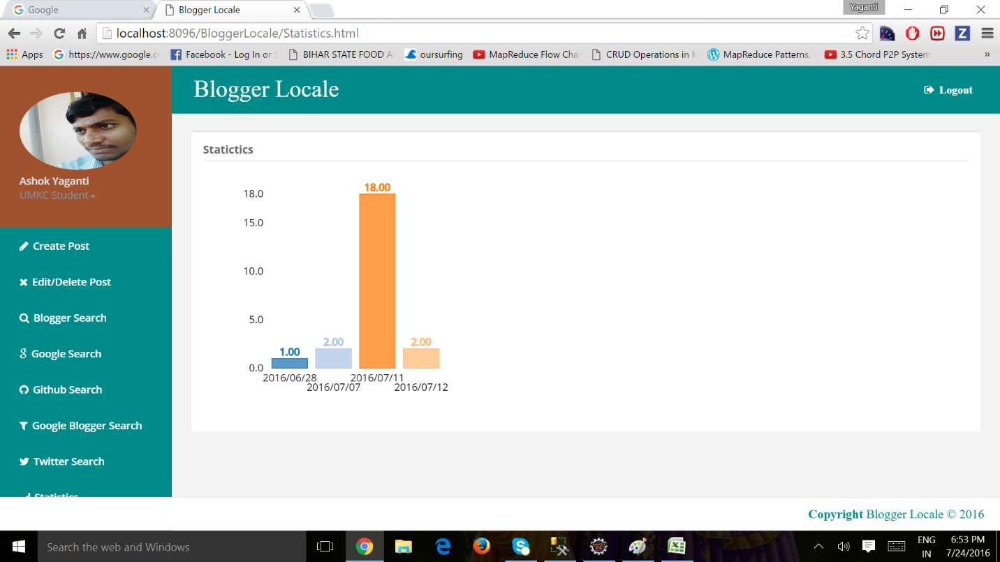 Google
Blogger Locale
Yaganti
localhost:8096/BloggerLocale/Statistics.html
Apps
https://www.google.c
Facebook - Log In or
BIHAR STATE FOOD A
oursurfing
MapReduce Flow Cha
CRUD Operations in
MapReduce Patterns,
3.5 Chord P2P System
»
Blogger Locale
Logout
Ashok Yaganti
UMKC Student
Create Post
Edit/Delete Post
Blogger Search
Google Search
Github Search
Google Blogger Search
Twitter Search
Statistics
Statictics
18.0
15.0
10.0
5.0
0.0
1.00
2.00
18.00
2.00
2016/06/28
2016/07/07
2016/07/11
2016/07/12
Copyright Blogger Locale © 2016
Search the web and Windows
ENG
IN
6:53 PM
7/24/2016